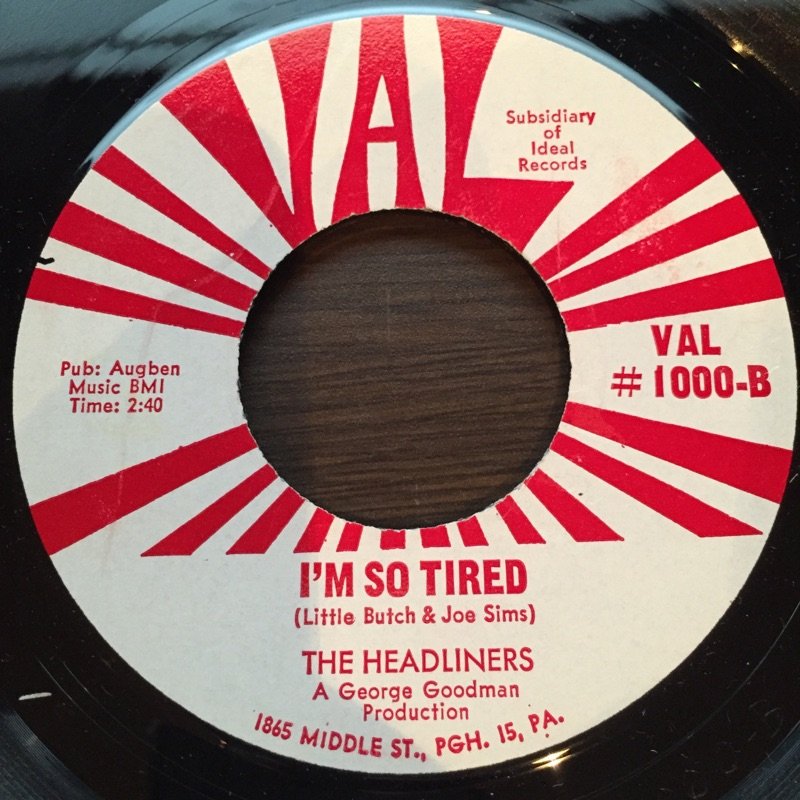 VAL
Subsidiary
of
Ideal
Records
Pub: Augben
Music BMI
Time: 2:40
VAL
# 1000-B
I'M SO TIRED
(Little Butch & Joe Sims)
THE HEADLINERS
A George Goodman
Production
1865 MIDDLE ST., PGH. 15, PA.